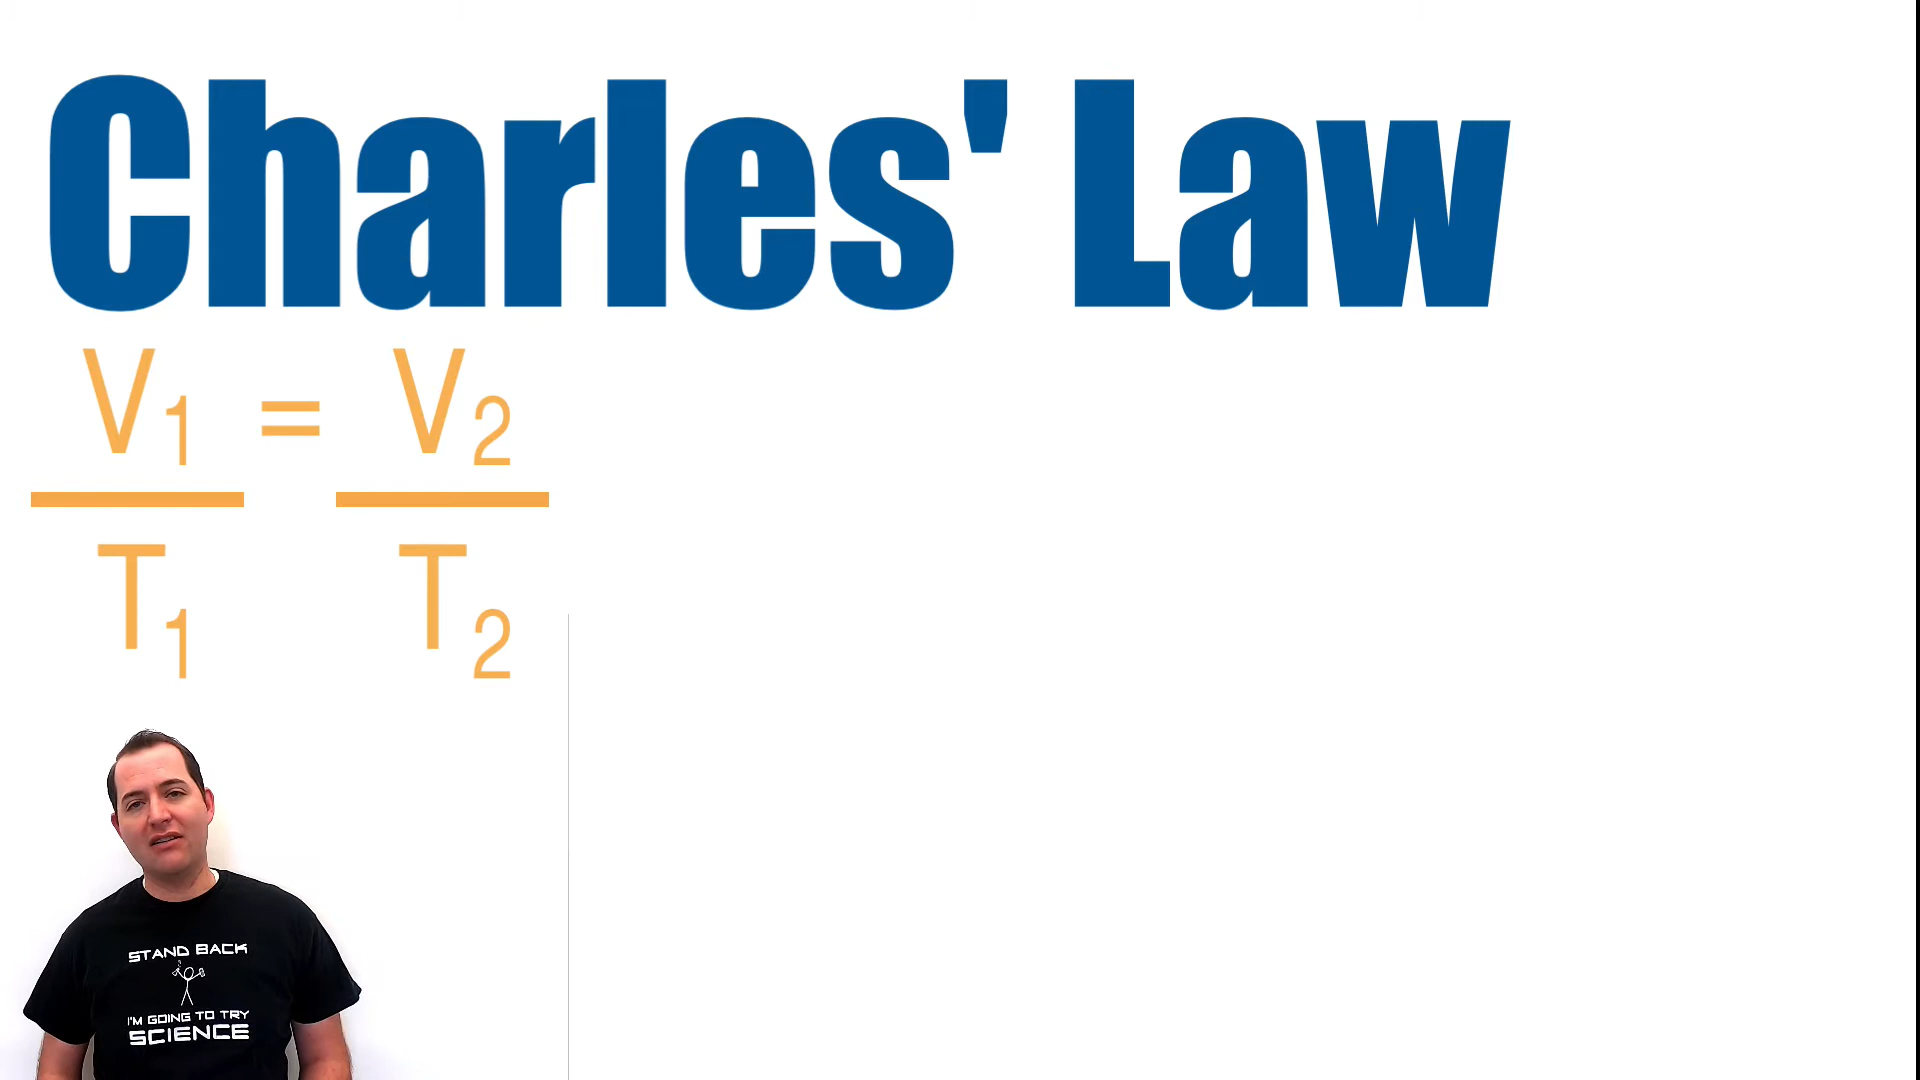 Charles' Law
V1 = V2
T1 T2
STAND BACK
I'M GOING TO TRY
SCIENCE